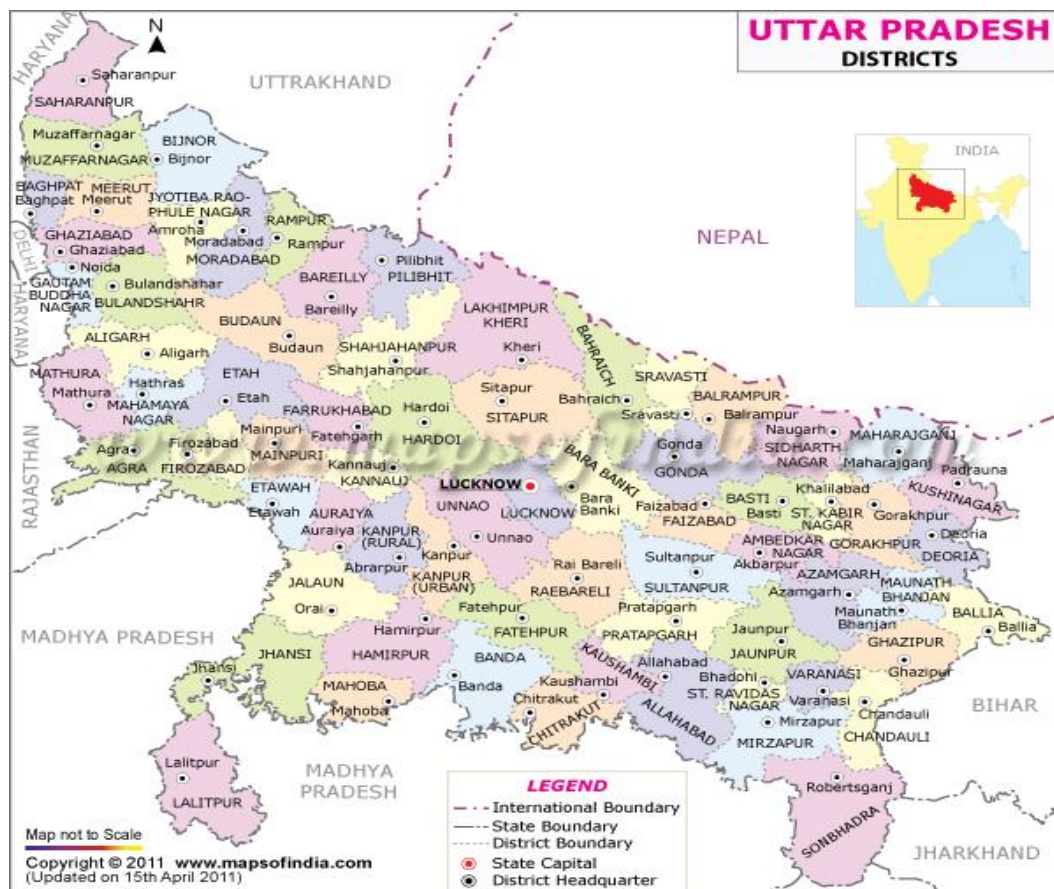 UTTAR PRADESH
DISTRICTS
N
HARYANA
UTTRAKHAND
Saharanpur
SAHARANPUR
Muzaffarnagar
MUZAFFARNAGAR
BIJNOR
Bijnor
INDIA
BAGHPAT
Baghpat
MEERUT
Meerut
JYOTIBA RAO-
PHULE NAGAR
Amroha
Moradabad
MORADABAD
RAMPUR
Rampur
GHAZIABAD
Ghaziabad
DELHI
Noida
GAUTAM
BUDDHA
NAGAR
HARYANA
Bulandshahar
BULANDSHAHR
BAREILLY
Bareilly
Pilibhit
PILIBHIT
NEPAL
BUDAUN
Budaun
LAKHIMPUR
KHERI
Kheri
SHAHJAHANPUR
Shahjahanpur
ALIGARH
Aligarh
BAHRAICH
Bahraich
SRAVASTI
Sravasti
BALRAMPUR
Balrampur
MATHURA
Mathura
Hathras
MAHAMAYA
NAGAR
ETAH
Etah
FARRUKHABAD
Fatehgarh
Hardoi
HARDOI
Sitapur
SITAPUR
Naugarh
SIDHARTH
NAGAR
MAHARAJGANJ
Maharajganj
Padrauna
KUSHINAGAR
RAJASTHAN
Agra
AGRA
Firozabad
FIROZABAD
Mainpuri
MAINPURI
Kannauj
KANNAUJ
Gonda
GONDA
BARA BANKI
Bara
Banki
LUCKNOW
LUCKNOW
UNNAO
Unnao
ETAWAH
Etawah
AURAIYA
Auraiya
KANPUR
(RURAL)
Abrarpur
Kanpur
KANPUR
(URBAN)
Faizabad
FAIZABAD
BASTI
Basti
Khalilabad
ST. KABIR
NAGAR
Gorakhpur
GORAKHPUR
Deoria
DEORIA
AMBEDKAR
NAGAR
Akbarpur
Rai Bareli
RAEBARELI
Sultanpur
SULTANPUR
AZAMGARH
Azamgarh
MAUNATH
BHANJAN
Maunath
Bhanjan
BALLIA
Ballia
JALAUN
Orai
MADHYA PRADESH
Hamirpur
HAMIRPUR
Fatehpur
FATEHPUR
Pratapgarh
PRATAPGARH
Jaunpur
JAUNPUR
GHAZIPUR
Ghazipur
Jhansi
JHANSI
MAHOBA
Mahoba
BANDA
Banda
Chitrakut
CHITRAKUT
Kaushambi
KAUSHAMBI
Allahabad
ALLAHABAD
Bhadohi
ST. RAVIDAS
NAGAR
VARANASI
Varanasi
Mirzapur
MIRZAPUR
Chandauli
CHANDAULI
BIHAR
Lalitpur
LALITPUR
MADHYA
PRADESH
Robertsganj
SONBHADRA
JHARKHAND
LEGEND
International Boundary
State Boundary
District Boundary
State Capital
District Headquarter
Map not to Scale
Copyright © 2011 www.mapsofindia.com
(Updated on 15th April 2011)